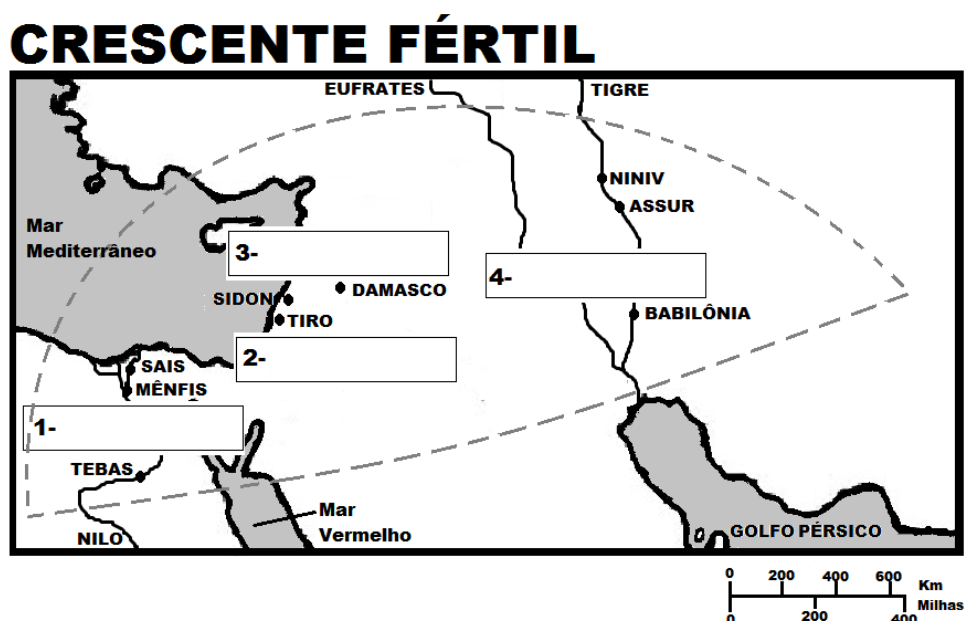 CRESCENTE FÉRTIL
EUFRATES
TIGRE
NINIV
ASSUR
Mar
Mediterrâneo
3-
4-
DAMASCO
SIDON
TIRO
BABILÔNIA
2-
SAIS
MÊNFIS
1-
TEBAS
Mar
Vermelho
NILO
GOLFO PÉRSICO
0 200 400 600 Km
Milhas
0 200 400